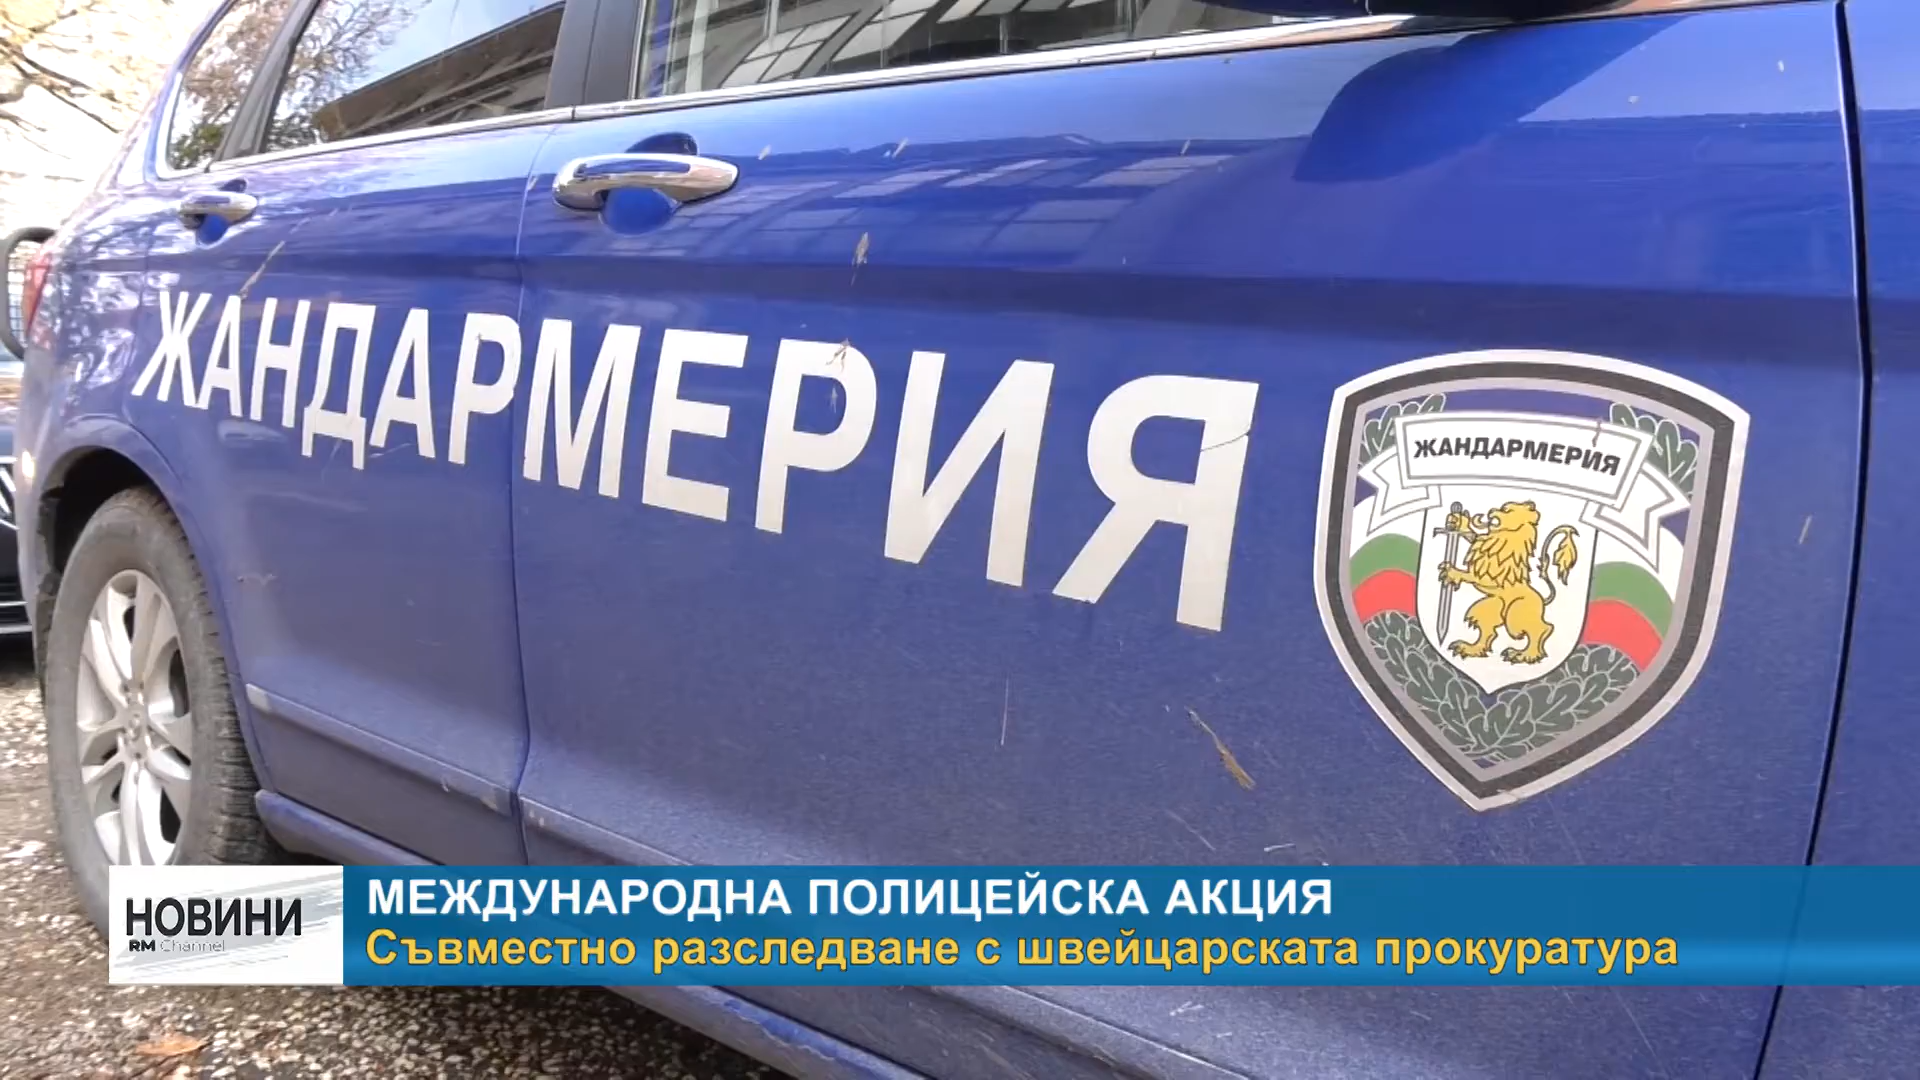 ЖАНДАРМЕРИЯ
ЖАНДАРМЕРИЯ
НОВИНИ
RM Channel
МЕЖДУНАРОДНА ПОЛИЦЕЙСКА АКЦИЯ
Съвместно разследване с швейцарската прокуратура